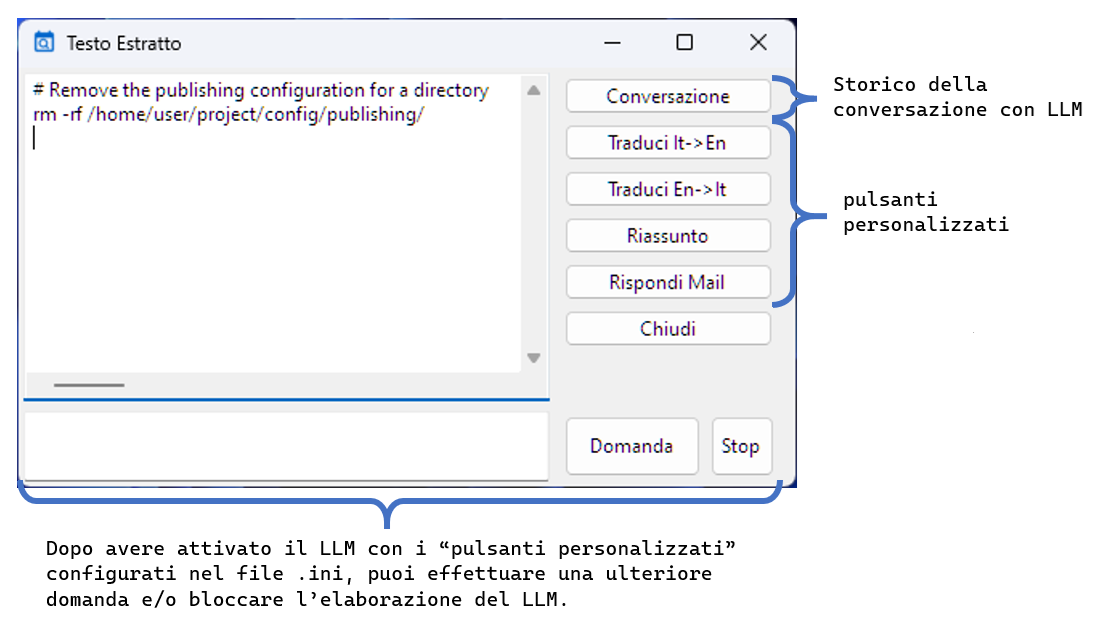 Testo Estratto
# Remove the publishing configuration for a directory
rm -rf /home/user/project/config/publishing/
Conversazione
Traduci It->En
Traduci En->It
Riassunto
Rispondi Mail
Chiudi
Domanda
Stop
Storico della
conversazione con LLM
pulsanti
personalizzati
Dopo avere attivato il LLM con i “pulsanti personalizzati”
configurati nel file .ini, puoi effettuare una ulteriore
domanda e/o bloccare l’elaborazione del LLM.